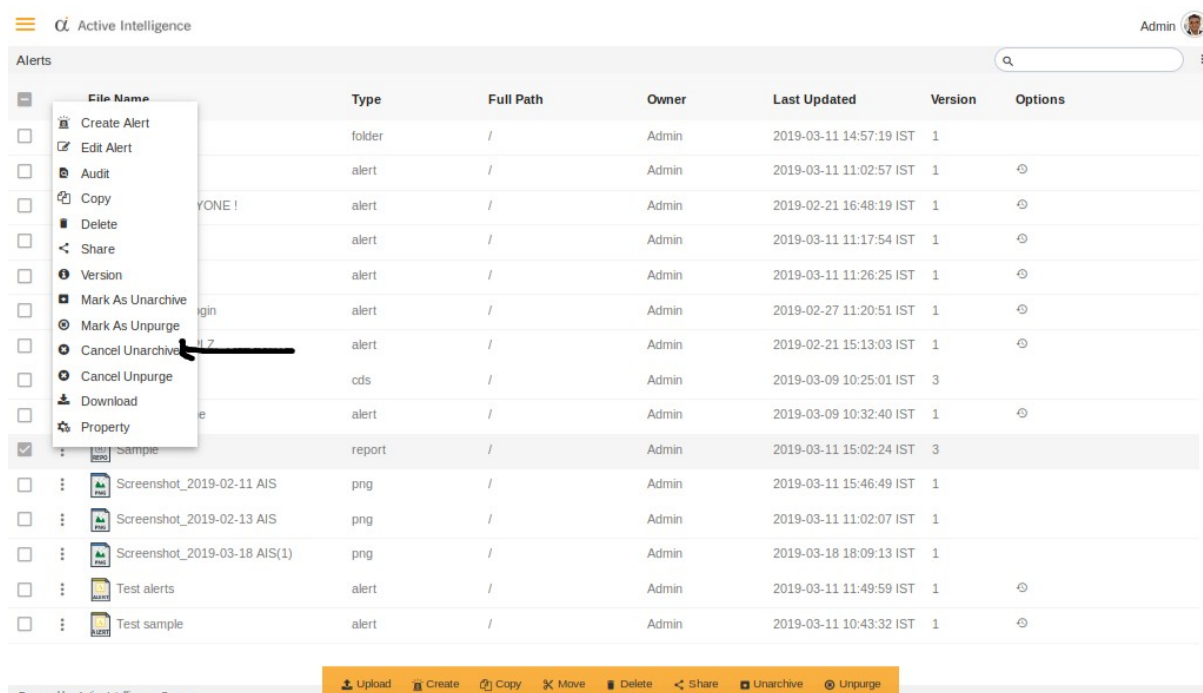 Active Intelligence
Admin
Alerts
File Name Type Full Path Owner Last Updated Version Options
Create Alert
folder / Admin 2019-03-11 14:57:19 IST 1
Edit Alert
Audit
alert / Admin 2019-03-11 11:02:57 IST 1
Copy
YONE ! alert / Admin 2019-02-21 16:48:19 IST 1
Delete
Share
alert / Admin 2019-03-11 11:17:54 IST 1
Version
alert / Admin 2019-03-11 11:26:25 IST 1
Mark As Unarchive
ogin alert / Admin 2019-02-27 11:20:51 IST 1
Mark As Unpurge
Cancel Unarchive
PLZ alert / Admin 2019-02-21 15:13:03 IST 1
Cancel Unpurge
cds / Admin 2019-03-09 10:25:01 IST 3
Download
e alert / Admin 2019-03-09 10:32:40 IST 1
Property
REPO Sample report / Admin 2019-03-11 15:02:24 IST 3
PNG Screenshot_2019-02-11 AIS png / Admin 2019-03-11 15:46:49 IST 1
PNG Screenshot_2019-02-13 AIS png / Admin 2019-03-11 11:02:07 IST 1
PNG Screenshot_2019-03-18 AIS(1) png / Admin 2019-03-18 18:09:13 IST 1
ALERT Test alerts alert / Admin 2019-03-11 11:49:59 IST 1
ALERT Test sample alert / Admin 2019-03-11 10:43:32 IST 1
Upload Create Copy Move Delete Share Unarchive Unpurge